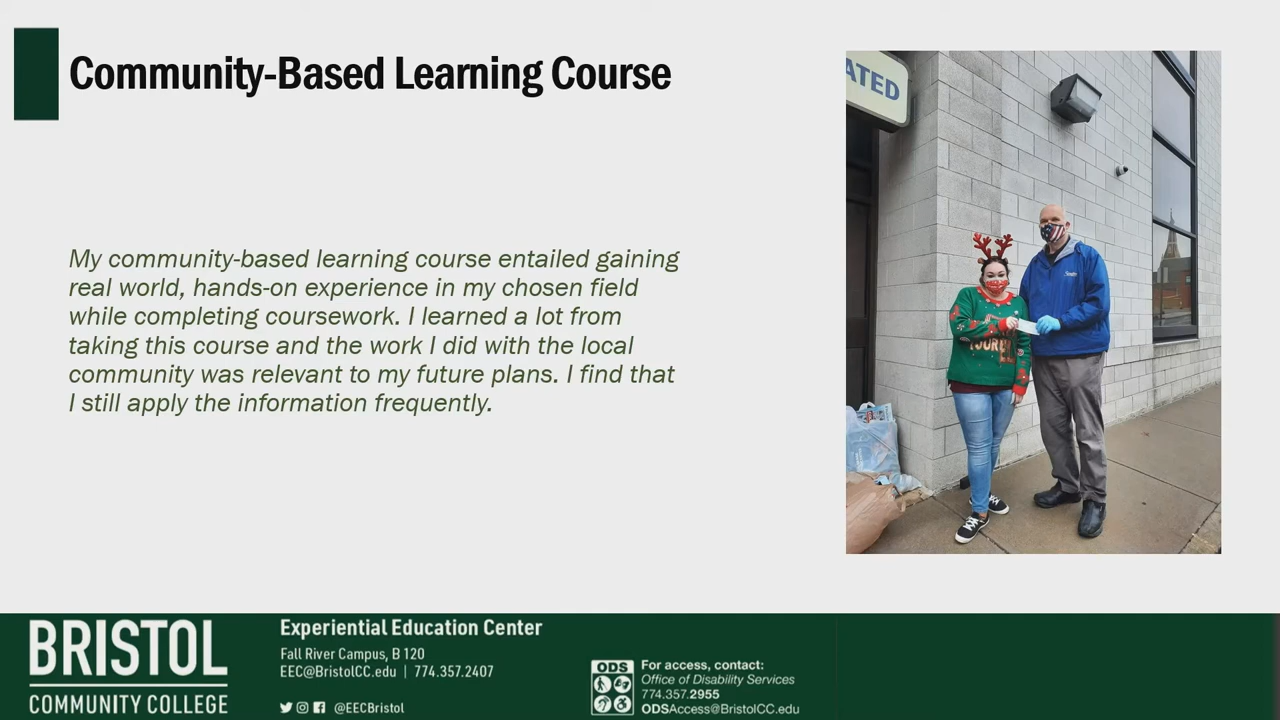 Community-Based Learning Course
ATED
My community-based learning course entailed gaining
real world, hands-on experience in my chosen field
while completing coursework. I learned a lot from
taking this course and the work I did with the local
community was relevant to my future plans. I find that
I still apply the information frequently.
BRISTOL
COMMUNITY COLLEGE
Experiential Education Center
Fall River Campus, B 120
EEC@BristolCC.edu | 774.357.2407
@EECBristol
ODS
For access, contact:
Office of Disability Services
774.357.2955
ODSAccess@BristolCC.edu